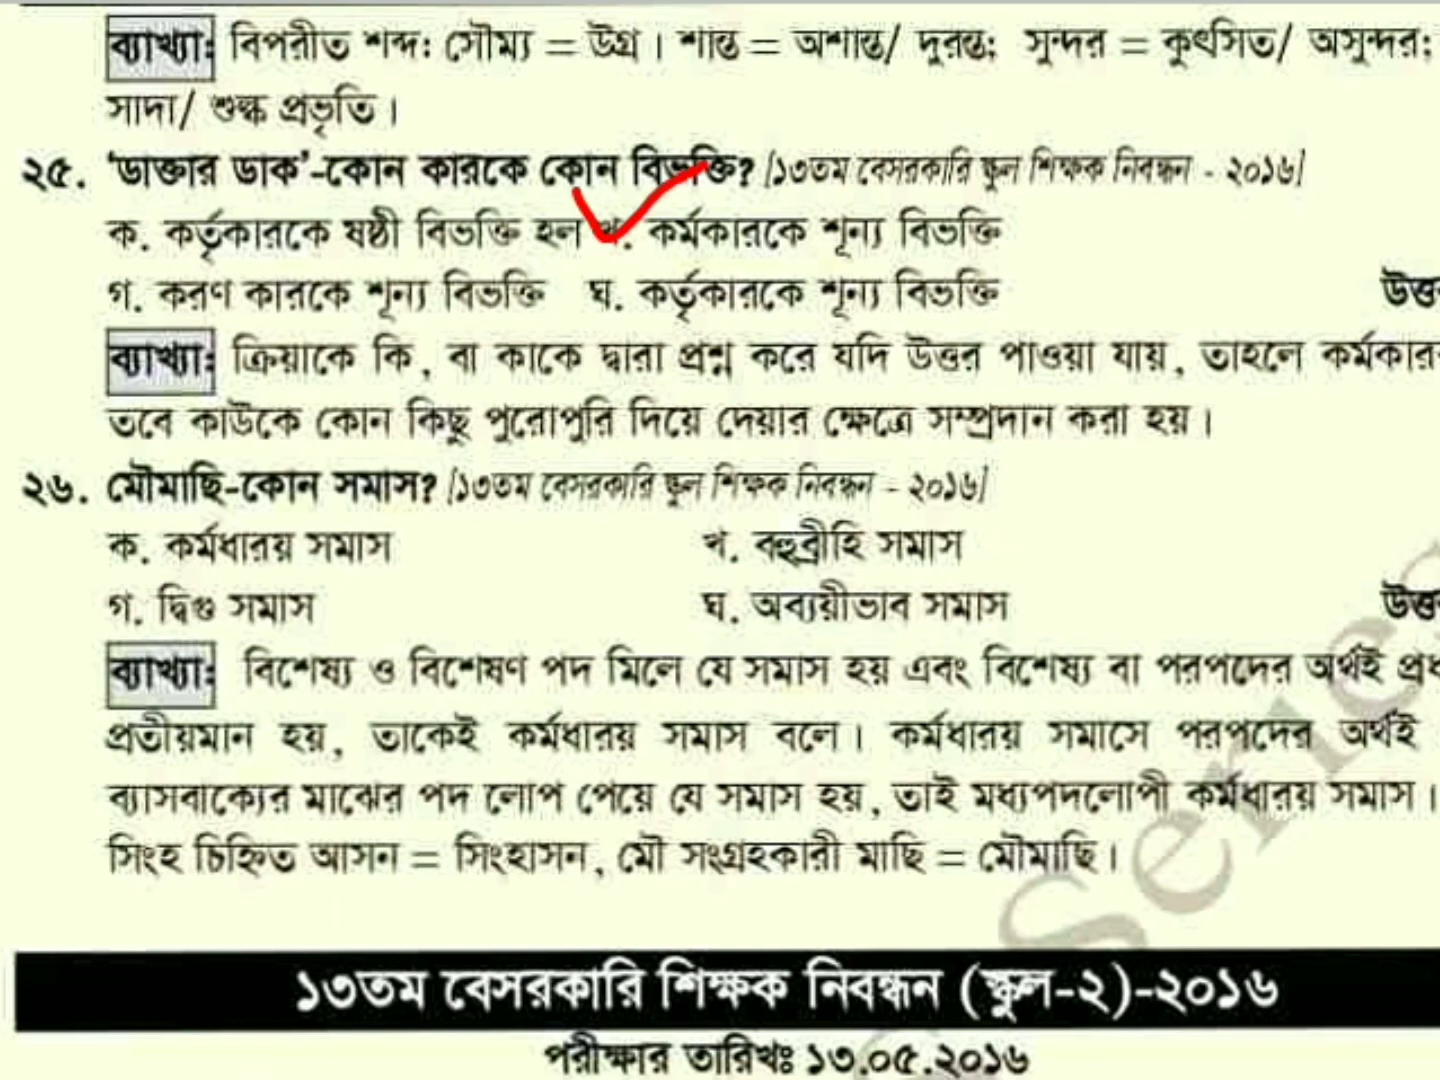 ব্যাখ্যা: বিপরীত শব্দ: সৌম্য = উগ্র। শান্ত = অশান্ত/ দুরন্ত; সুন্দর = কুৎসিত/ অসুন্দর;
সাদা/ শুল্ক প্রভৃতি।
২৫. 'ডাক্তার ডাক'-কোন কারকে কোন বিভক্তি? [১৩তম বেসরকারি স্কুল শিক্ষক নিবন্ধন - ২০১৬]
ক. কর্তৃকারকে ষষ্ঠী বিভক্তি হল খ. কর্মকারকে শূন্য বিভক্তি
গ. করণ কারকে শূন্য বিভক্তি ঘ. কর্তৃকারকে শূন্য বিভক্তি
ব্যাখ্যা: ক্রিয়াকে কি, বা কাকে দ্বারা প্রশ্ন করে যদি উত্তর পাওয়া যায়, তাহলে কর্মকার
তবে কাউকে কোন কিছু পুরোপুরি দিয়ে দেয়ার ক্ষেত্রে সম্প্রদান করা হয়।
২৬. মৌমাছি-কোন সমাস? [১৩তম বেসরকারি স্কুল শিক্ষক নিবন্ধন - ২০১৬]
ক. কর্মধারয় সমাস খ. বহুব্রীহি সমাস
গ. দ্বিগু সমাস ঘ. অব্যয়ীভাব সমাস
ব্যাখ্যা: বিশেষ্য ও বিশেষণ পদ মিলে যে সমাস হয় এবং বিশেষ্য বা পরপদের অর্থই
প্রতীয়মান হয়, তাকেই কর্মধারয় সমাস বলে। কর্মধারয় সমাসে পরপদের অর্থই
ব্যাসবাক্যের মাঝের পদ লোপ পেয়ে যে সমাস হয়, তাই মধ্যপদলোপী কর্মধারয় সমাস।
সিংহ চিহ্নিত আসন = সিংহাসন, মৌ সংগ্রহকারী মাছি = মৌমাছি।
১৩তম বেসরকারি শিক্ষক নিবন্ধন (স্কুল-২)-২০১৬
পরীক্ষার তারিখঃ ১৩.০৫.২০১৬